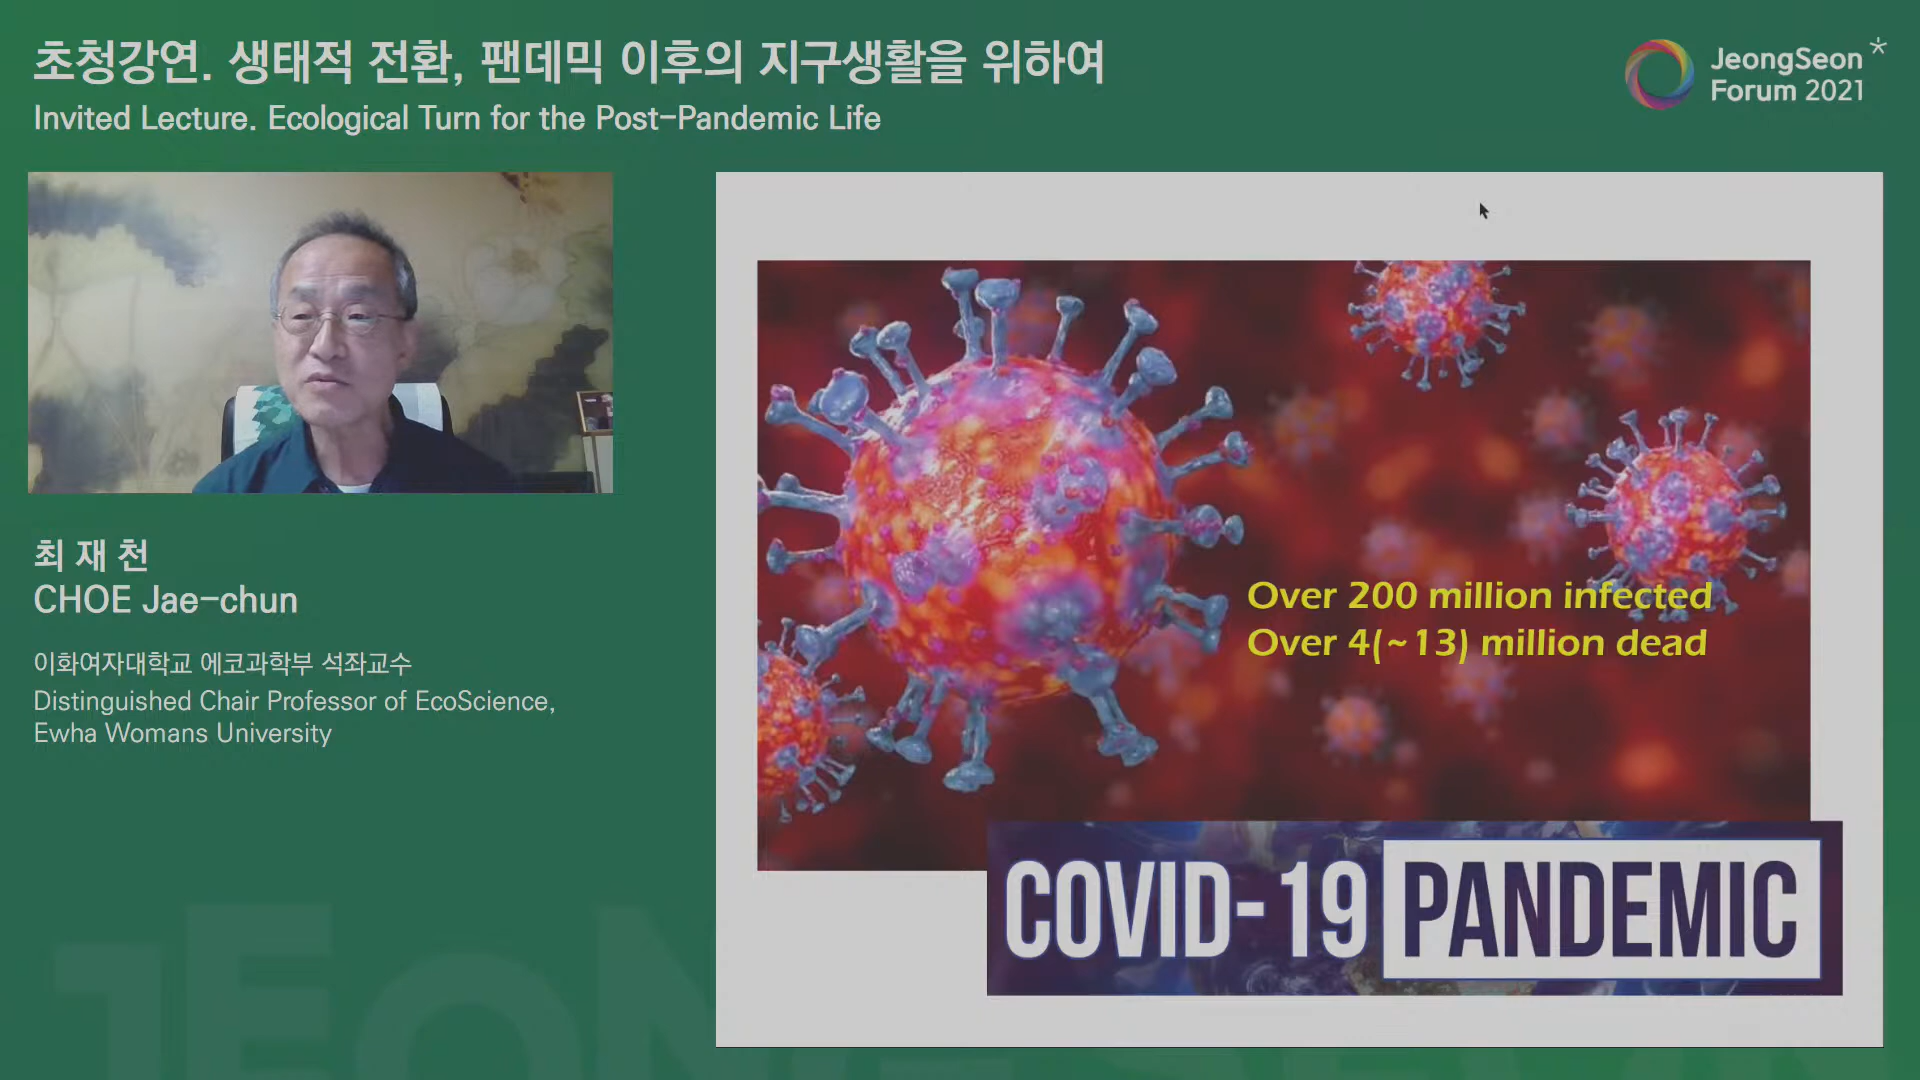 초청강연. 생태적 전환, 팬데믹 이후의 지구생활을 위하여
Invited Lecture. Ecological Turn for the Post-Pandemic Life
JeongSeon*
Forum 2021
최 재 천
CHOE Jae-chun
이화여자대학교 에코과학부 석좌교수
Distinguished Chair Professor of EcoScience,
Ewha Womans University
Over 200 million infected
Over 4(~13) million dead
COVID-19 PANDEMIC